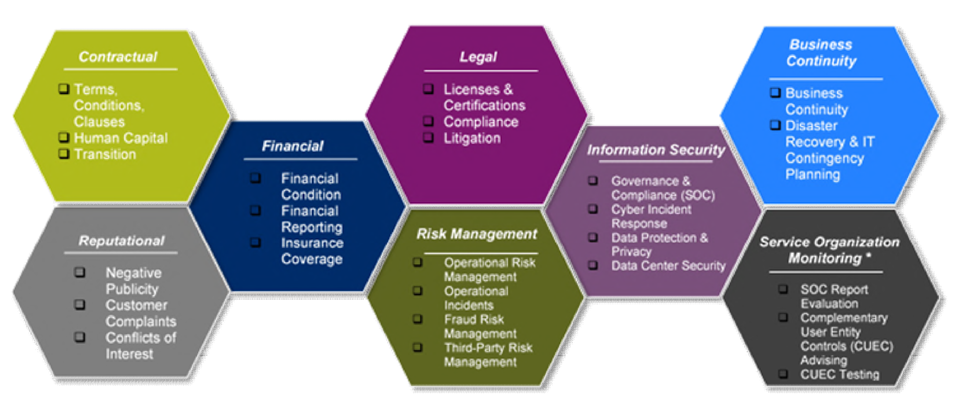 Contractual
❑ Terms,
Conditions,
Clauses
❑ Human Capital
❑ Transition
Reputational
❑ Negative
Publicity
❑ Customer
Complaints
❑ Conflicts of
Interest
Financial
❑ Financial
Condition
❑ Financial
Reporting
❑ Insurance
Coverage
Legal
❑ Licenses &
Certifications
❑ Compliance
❑ Litigation
Risk Management
❑ Operational Risk
Management
❑ Operational
Incidents
❑ Fraud Risk
Management
❑ Third-Party Risk
Management
Information Security
❑ Governance &
Compliance (SOC)
❑ Cyber Incident
Response
❑ Data Protection &
Privacy
❑ Data Center Security
Business
Continuity
❑ Business
Continuity
❑ Disaster
Recovery & IT
Contingency
Planning
Service Organization
Monitoring *
❑ SOC Report
Evaluation
❑ Complementary
User Entity
Controls (CUEC)
Advising
❑ CUEC Testing